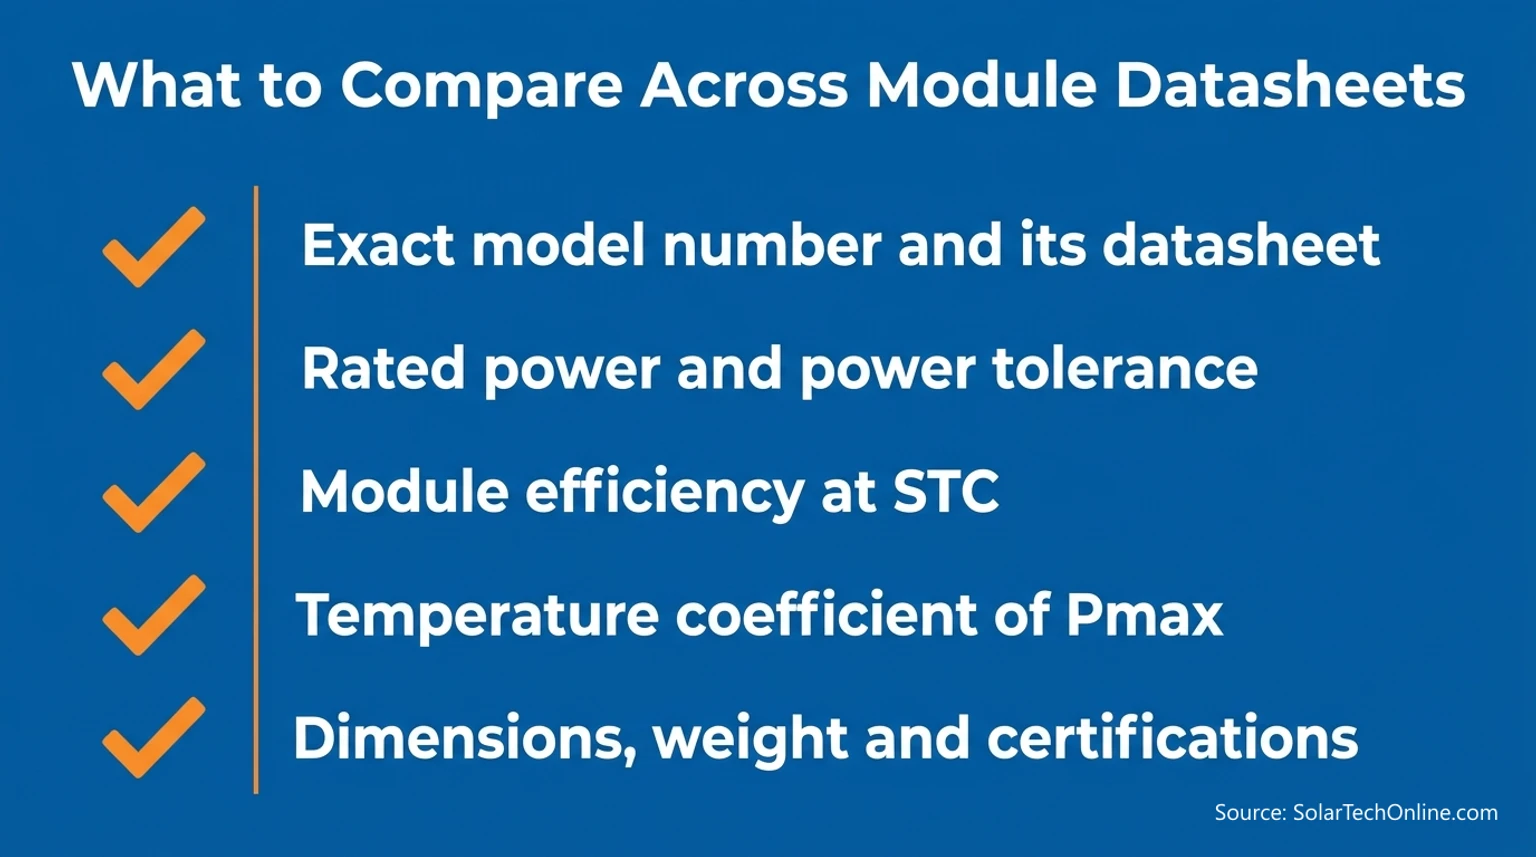 What to Compare Across Module Datasheets
Exact model number and its datasheet
Rated power and power tolerance
Module efficiency at STC
Temperature coefficient of Pmax
Dimensions, weight and certifications
Source: SolarTechOnline.com